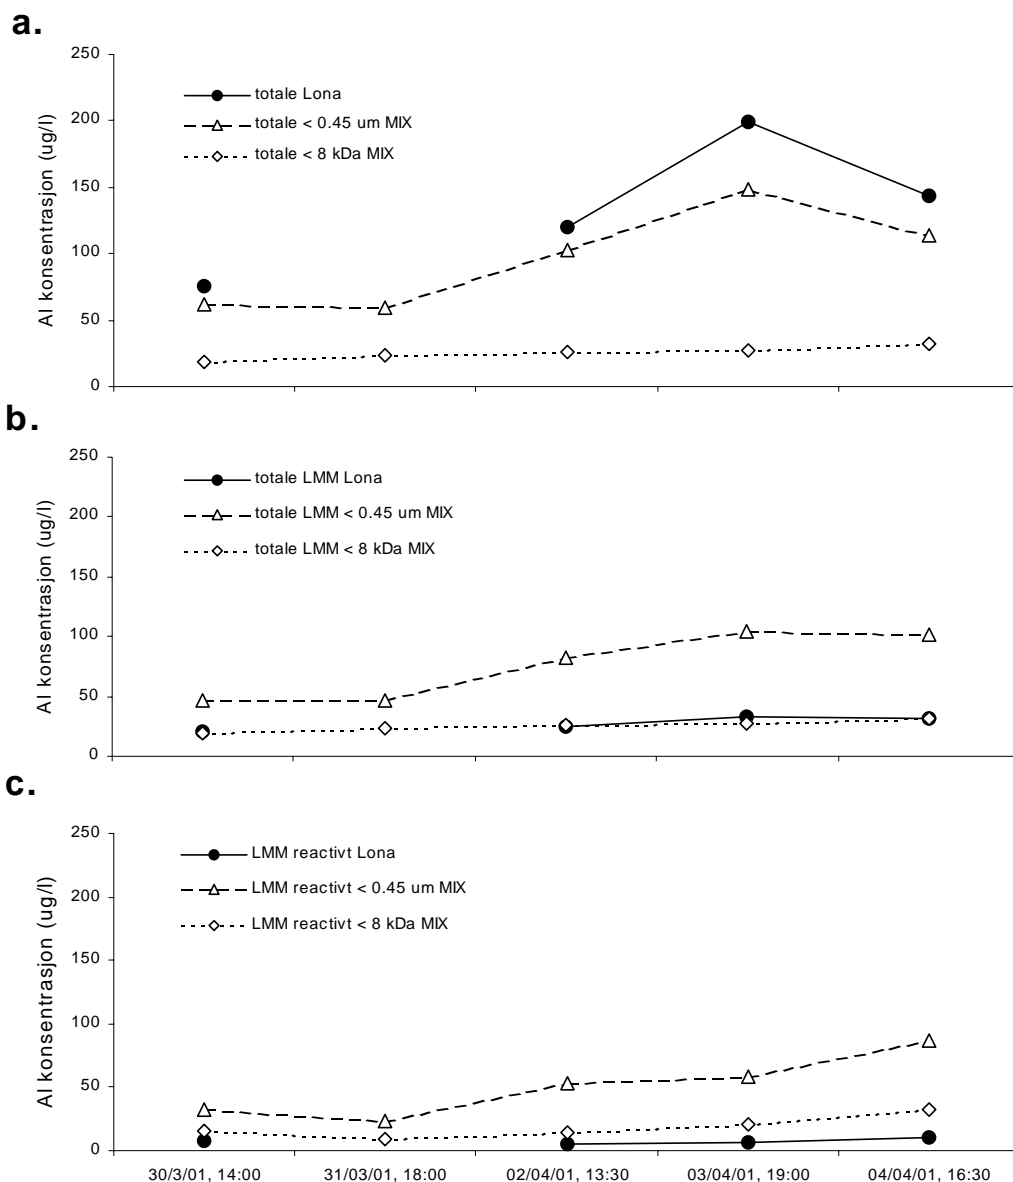 a.
Al konsentrasjon (ug/l)
250
200
150
100
50
0
totale Lona
totale < 0.45 um MIX
totale < 8 kDa MIX
b.
Al konsentrasjon (ug/l)
250
200
150
100
50
0
totale LMM Lona
totale LMM < 0.45 um MIX
totale LMM < 8 kDa MIX
c.
Al konsentrasjon (ug/l)
250
200
150
100
50
0
LMM reactivt Lona
LMM reactivt < 0.45 um MIX
LMM reactivt < 8 kDa MIX
30/3/01, 14:00 31/03/01, 18:00 02/04/01, 13:30 03/04/01, 19:00 04/04/01, 16:30